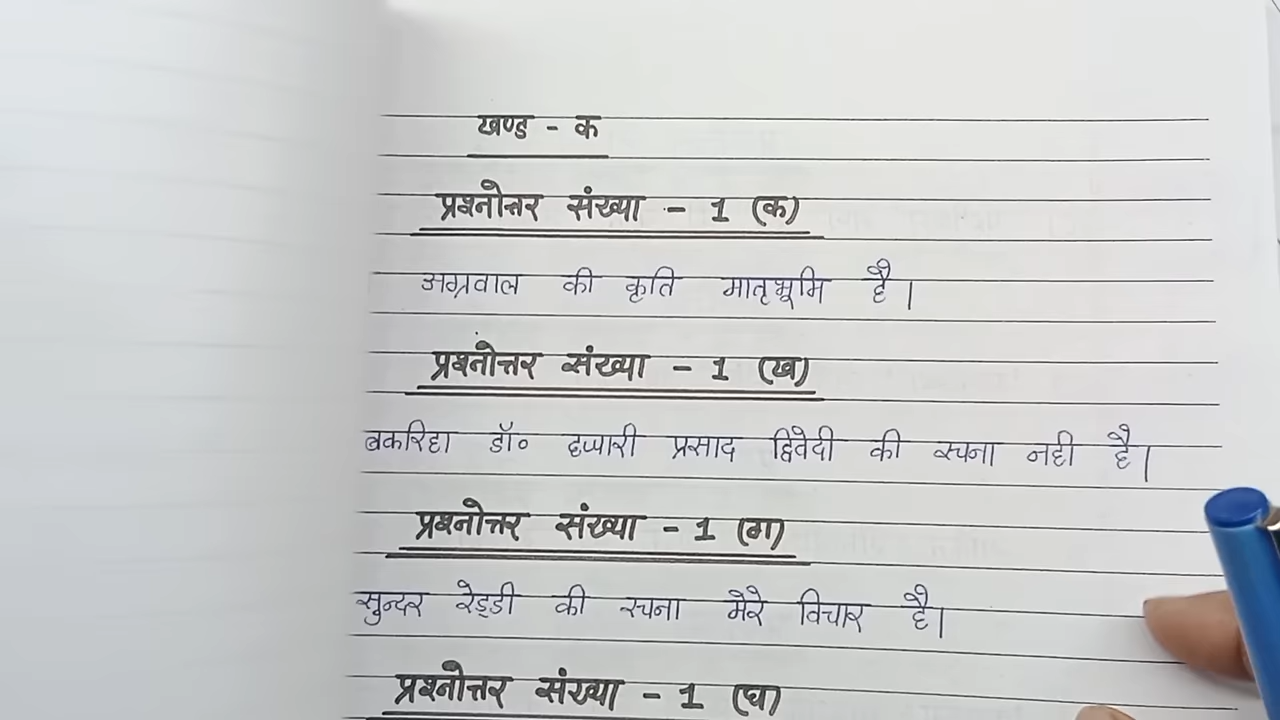 खण्ड - क
प्रश्नोत्तर संख्या - 1 (क)
अग्रवाल की कृति मातृभूमि है।
प्रश्नोत्तर संख्या - 1 (ख)
बकरिहा डॉ० हजारी प्रसाद द्विवेदी की रचना नही है।
प्रश्नोत्तर संख्या - 1 (ग)
सुन्दर रेड्डी की रचना मेरे विचार है।
प्रश्नोत्तर संख्या - 1 (घ)